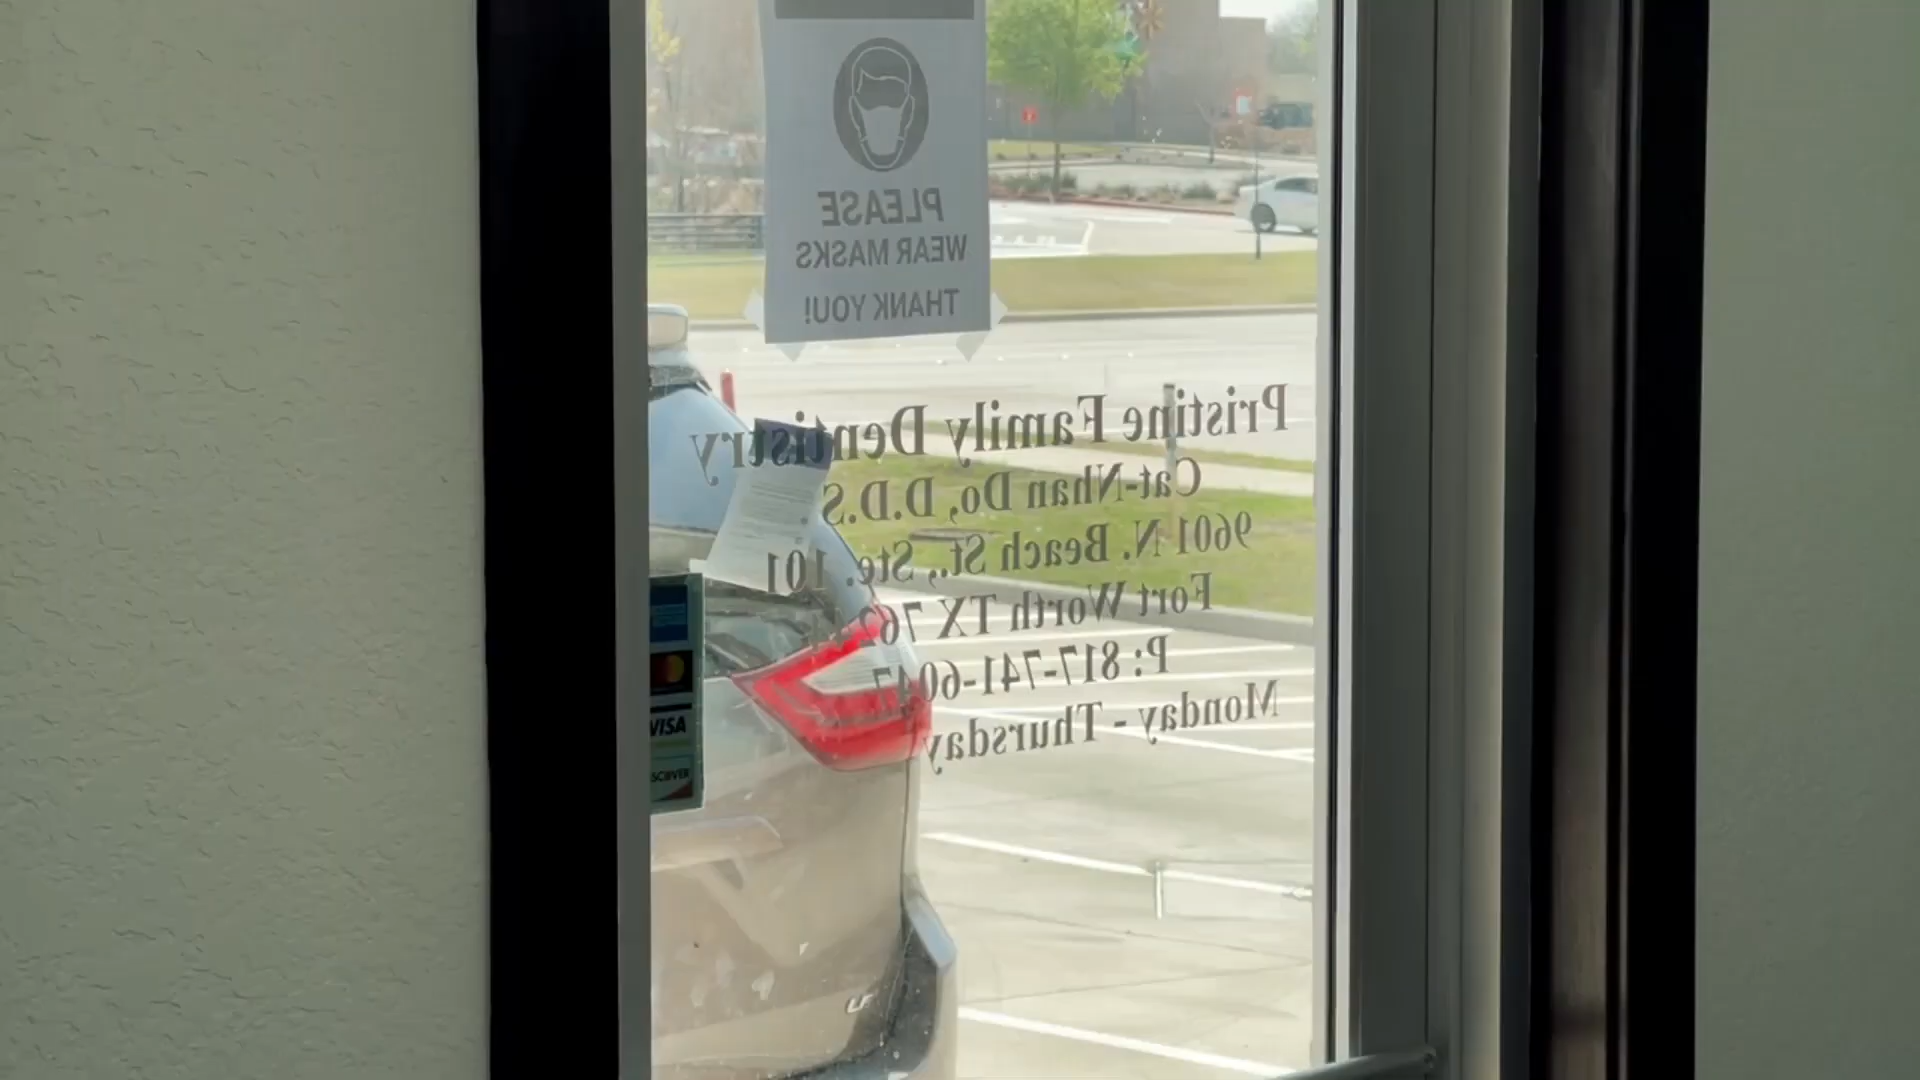 PLEASE
WEAR MASKS
THANK YOU!
Pristine Family Dentistry
Cat-Nhan Do, D.D.S.
9601 N. Beach St., Ste. 101
Fort Worth TX
P: 817-741-6047
Monday - Thursday
VISA